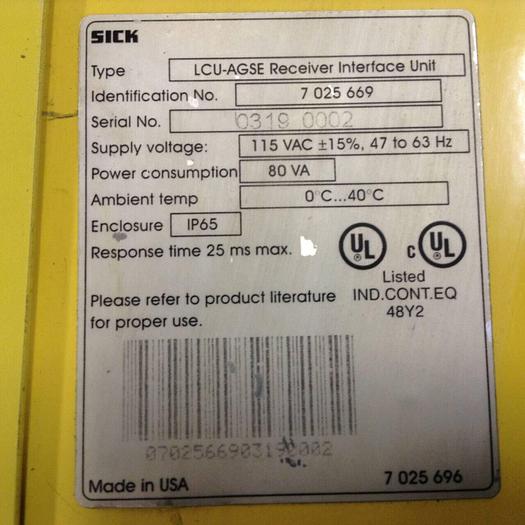 SICK
Type LCU-AGSE Receiver Interface Unit
Identification No. 7 025 669
Serial No. 0319 0002
Supply voltage: 115 VAC ±15%, 47 to 63 Hz
Power consumption 80 VA
Ambient temp 0°C...40°C
Enclosure IP65
Response time 25 ms max.
UL ® c UL ®
Listed
Please refer to product literature IND.CONT.EQ
for proper use. 48Y2
0702566903190002
Made in USA 7 025 696